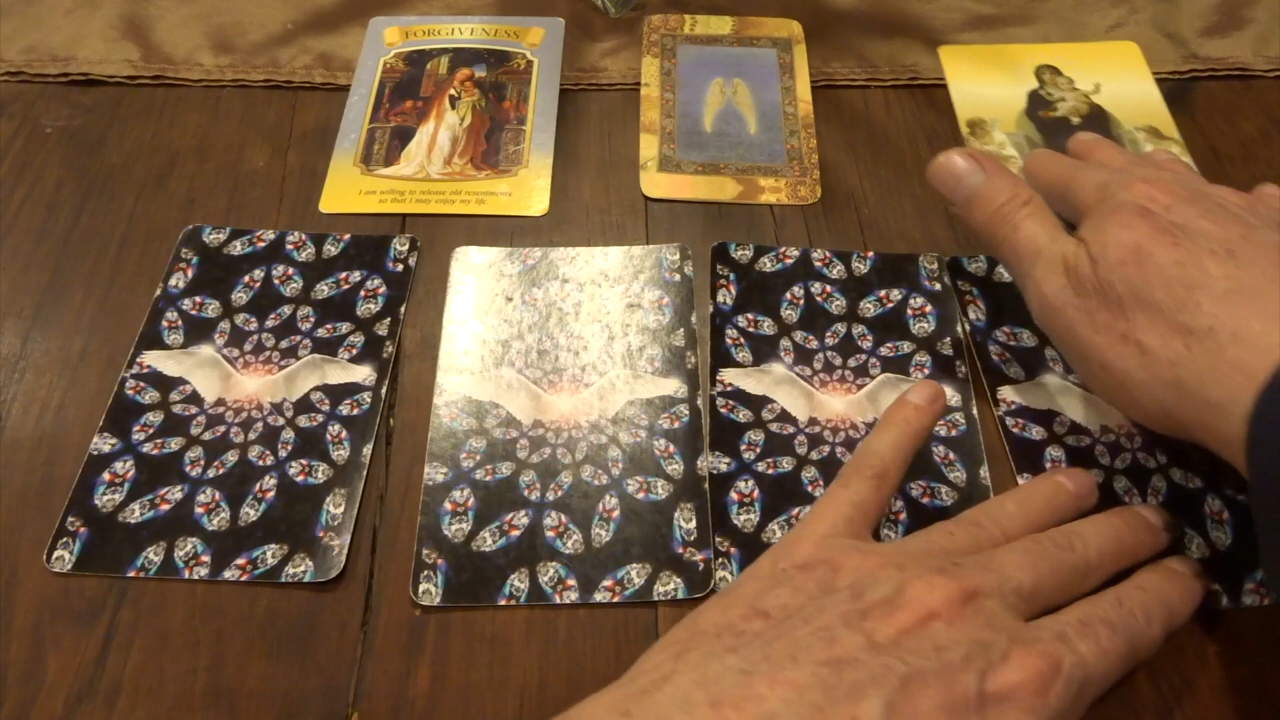 FORGIVENESS
I am willing to release old resentments
so that I may enjoy my life.